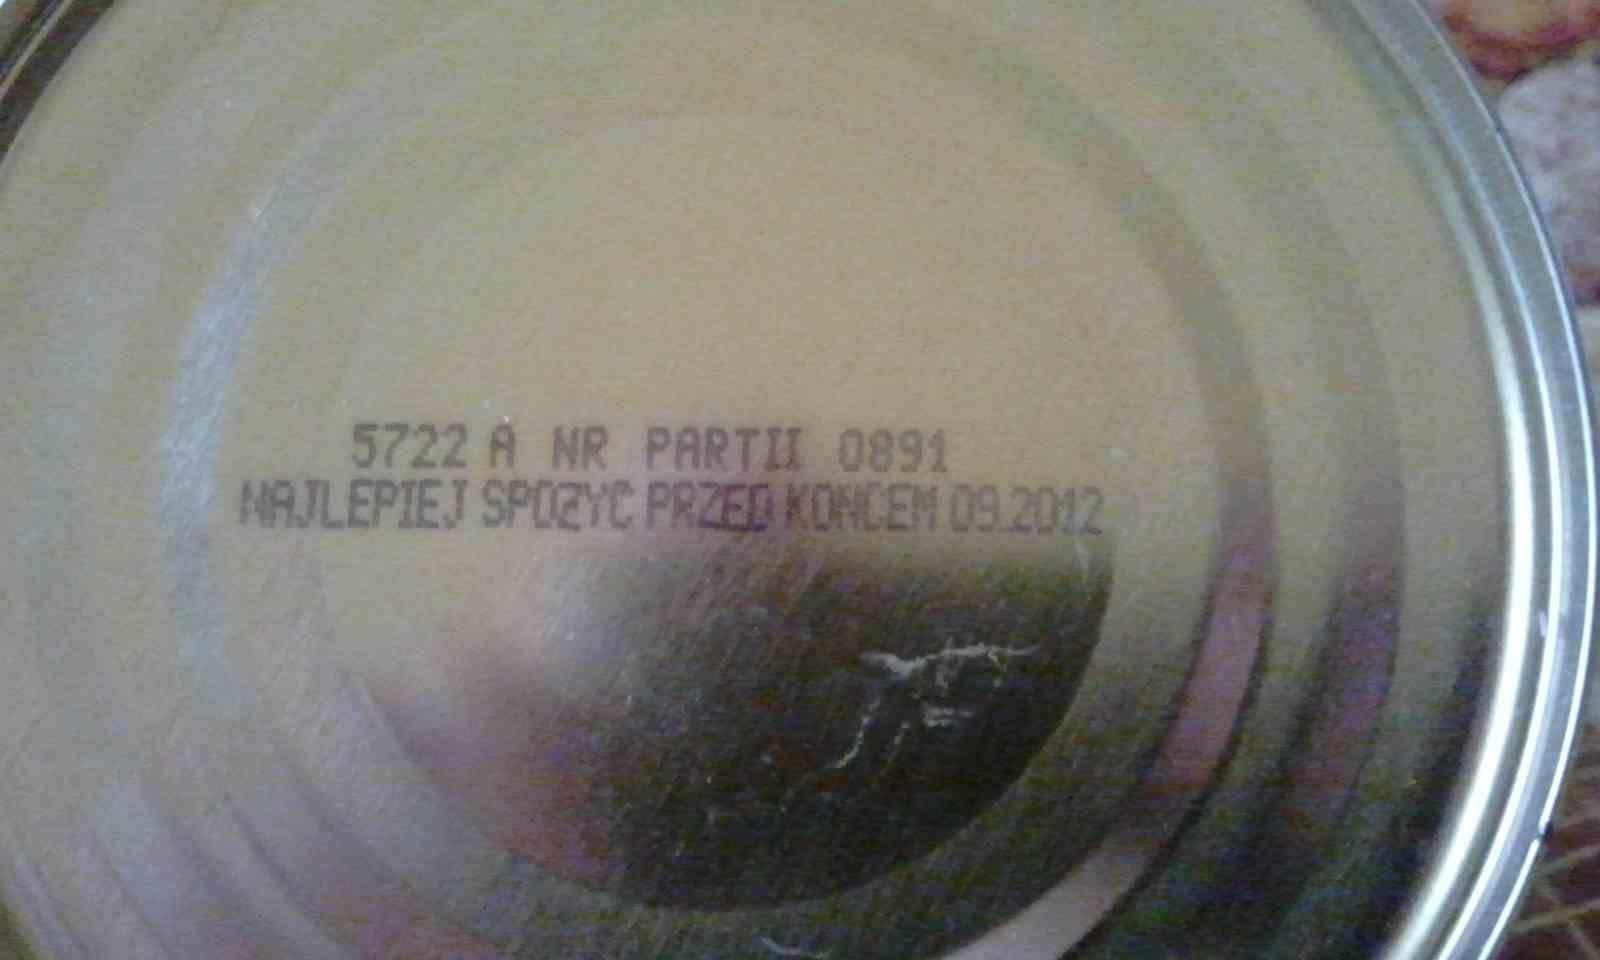 5722 A NR PARTII 0891
NAJLEPIEJ SPOZYC PRZED KONCEM 09.2012